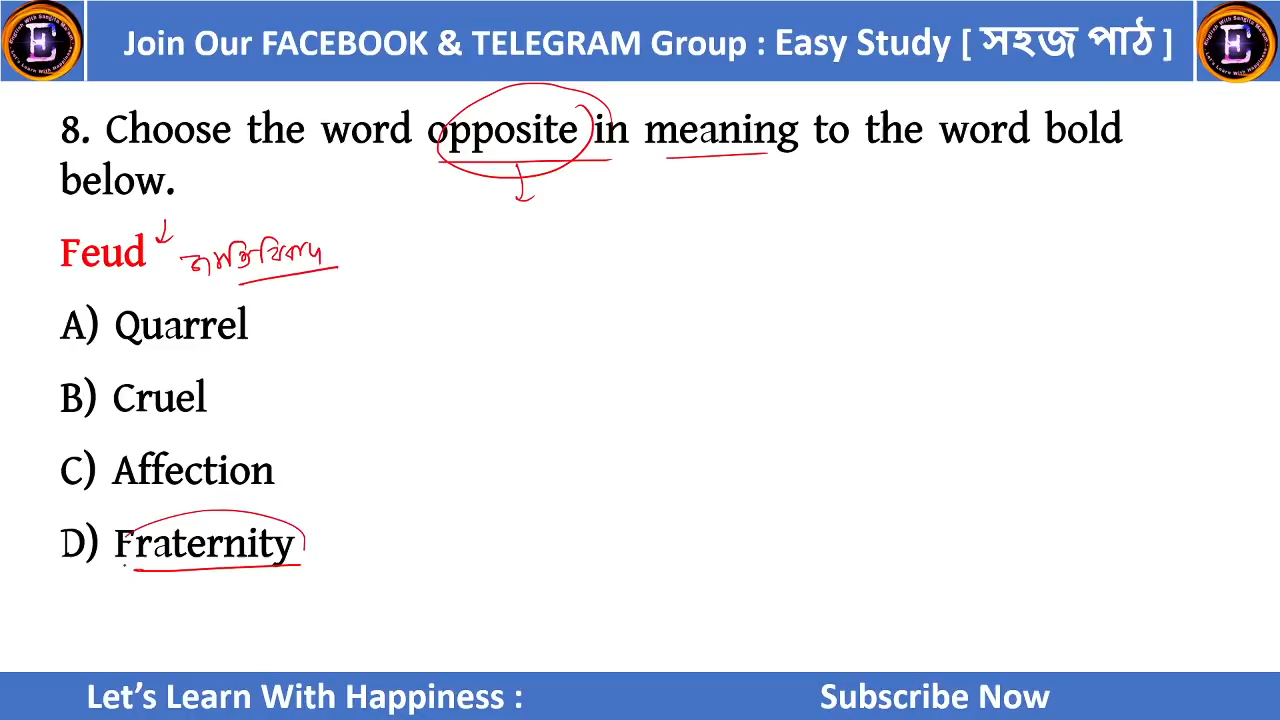 Join Our FACEBOOK & TELEGRAM Group : Easy Study [ সহজ পাঠ ]
8. Choose the word opposite in meaning to the word bold
below.
Feud
A) Quarrel
B) Cruel
C) Affection
D) Fraternity
Let's Learn With Happiness :
Subscribe Now